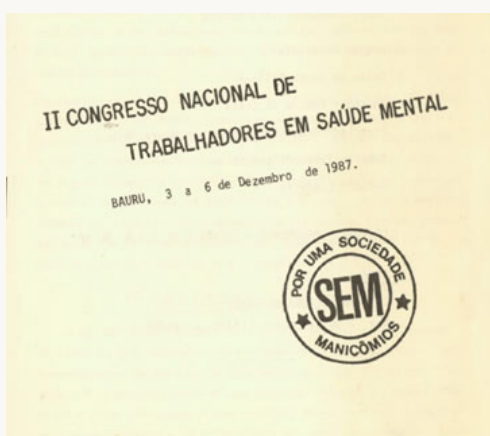 II CONGRESSO NACIONAL DE
TRABALHADORES EM SAÚDE MENTAL
BAURU, 3 a 6 de Dezembro de 1987.
POR UMA SOCIEDADE
SEM
MANICÔMIOS